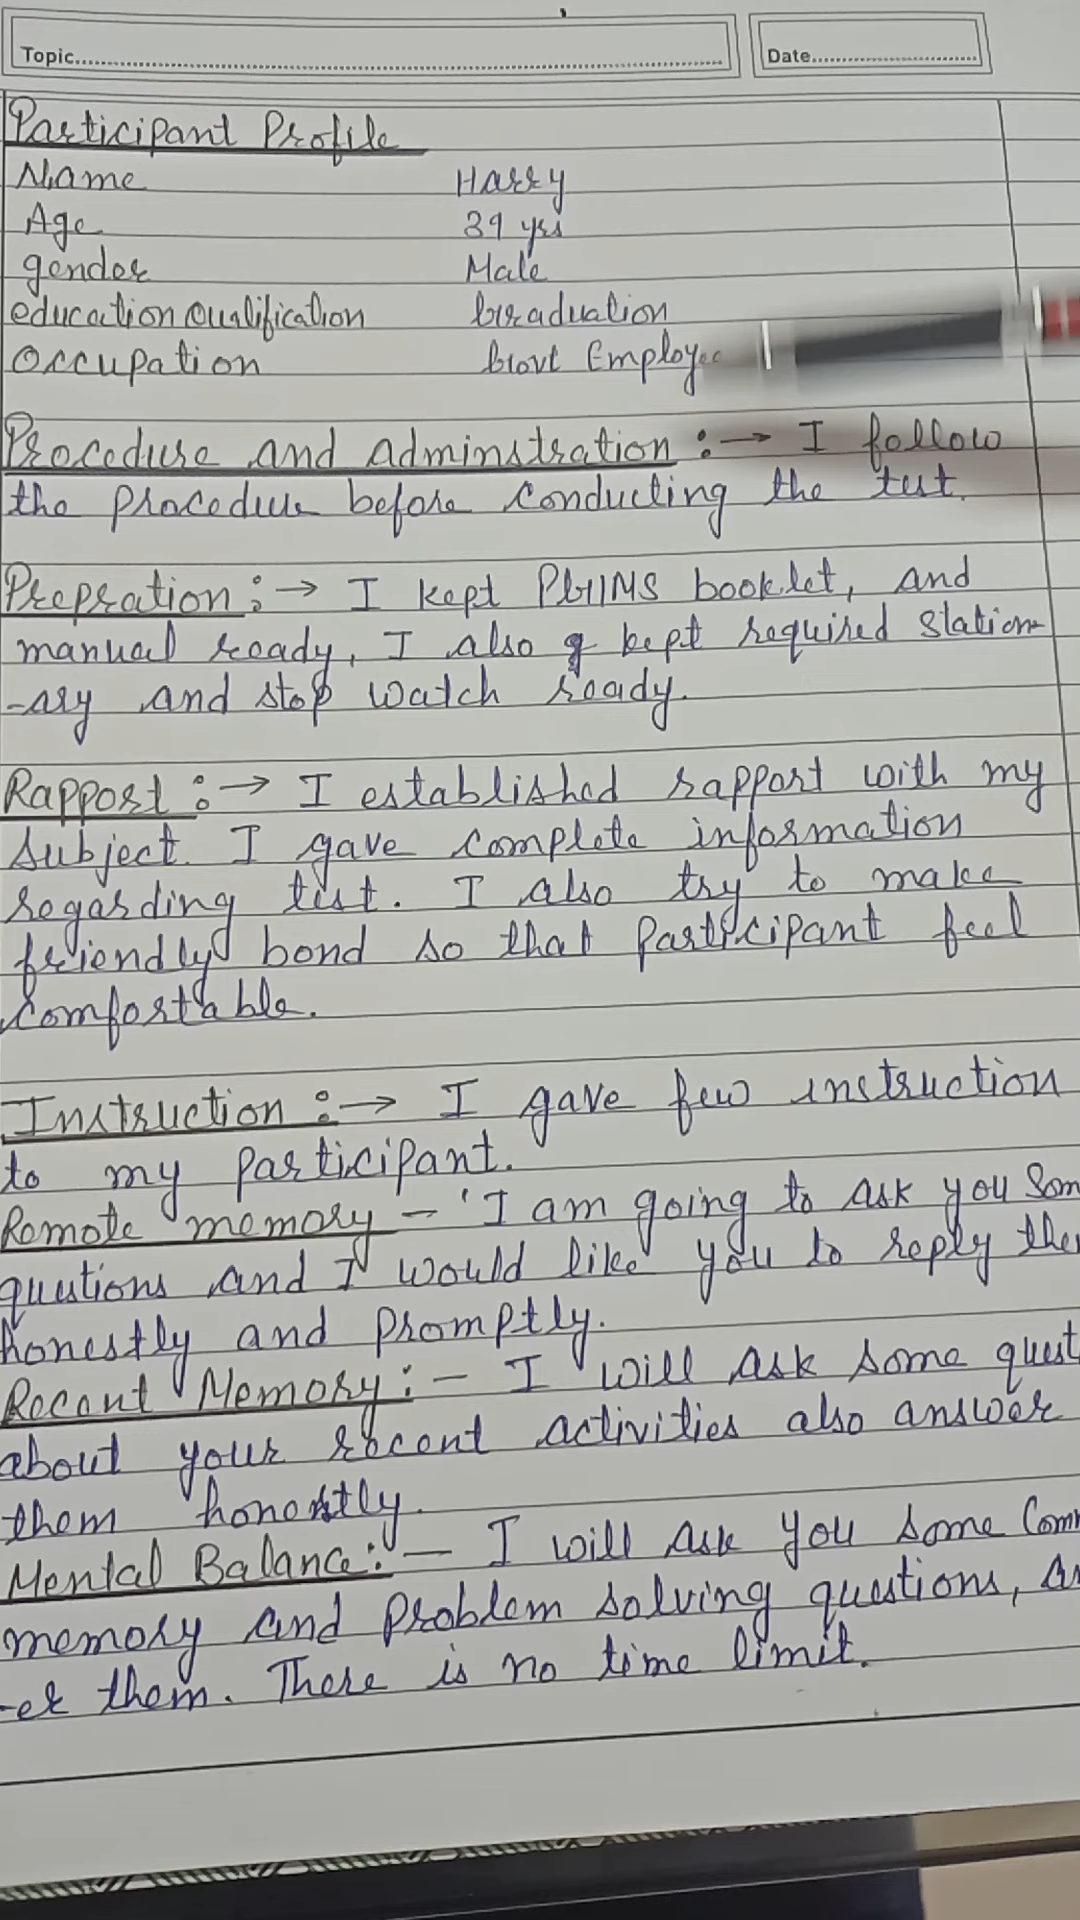 Topic
Date
Participant Profile
Name Harry
Age 39 yrs
gender Male
education Qualification Graduation
Occupation Govt Employee
Procedure and adminstration :→ I follow
the procedure before conducting the test.
Prepration :→ I kept PGIIMS booklet, and
manual ready, I also kept required station
-ary and stop watch ready.
Rapport :→ I established rapport with my
subject. I gave complete information
regarding test. I also try to make
friendly bond so that participant feel
comfortable.
Instruction :→ I gave few instruction
to my participant.
Remote memory – 'I am going to ask you Som
questions and I would like you to reply the
honestly and promptly.
Recent Memory :– I will ask some quest
about your recent activities also answer
them honestly.
Mental Balance :– I will ask you some Comm
memory and problem solving questions, a
-er them. There is no time limit.